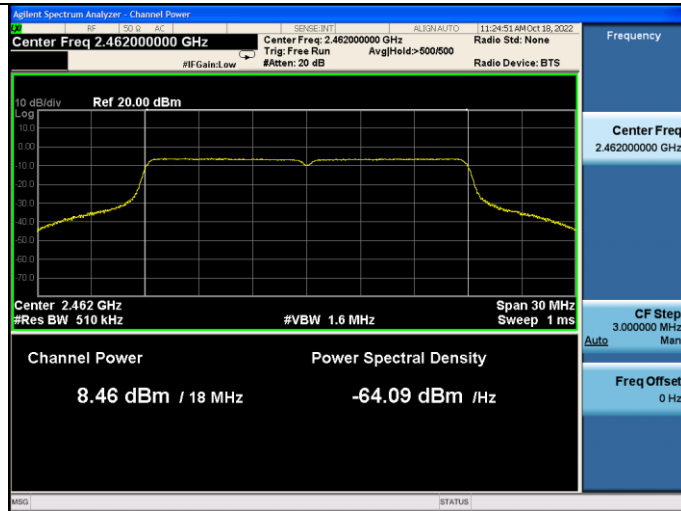 Agilent Spectrum Analyzer - Channel Power
RF 50 Ω AC SENSE:INT ALIGN AUTO 11:24:51 AM Oct 18, 2022
Center Freq 2.462000000 GHz
Center Freq: 2.462000000 GHz
Radio Std: None
Trig: Free Run Avg|Hold:>500/500
#IFGain:Low
#Atten: 20 dB
Radio Device: BTS
Frequency
10 dB/div Ref 20.00 dBm
Log
10.0
0.00
-10.0
-20.0
-30.0
-40.0
-50.0
-60.0
-70.0
Center Freq
2.462000000 GHz
Center 2.462 GHz Span 30 MHz
#Res BW 510 kHz #VBW 1.6 MHz Sweep 1 ms
CF Step
3.000000 MHz
Auto Man
Channel Power Power Spectral Density
8.46 dBm / 18 MHz -64.09 dBm /Hz
Freq Offset
0 Hz
MSG STATUS